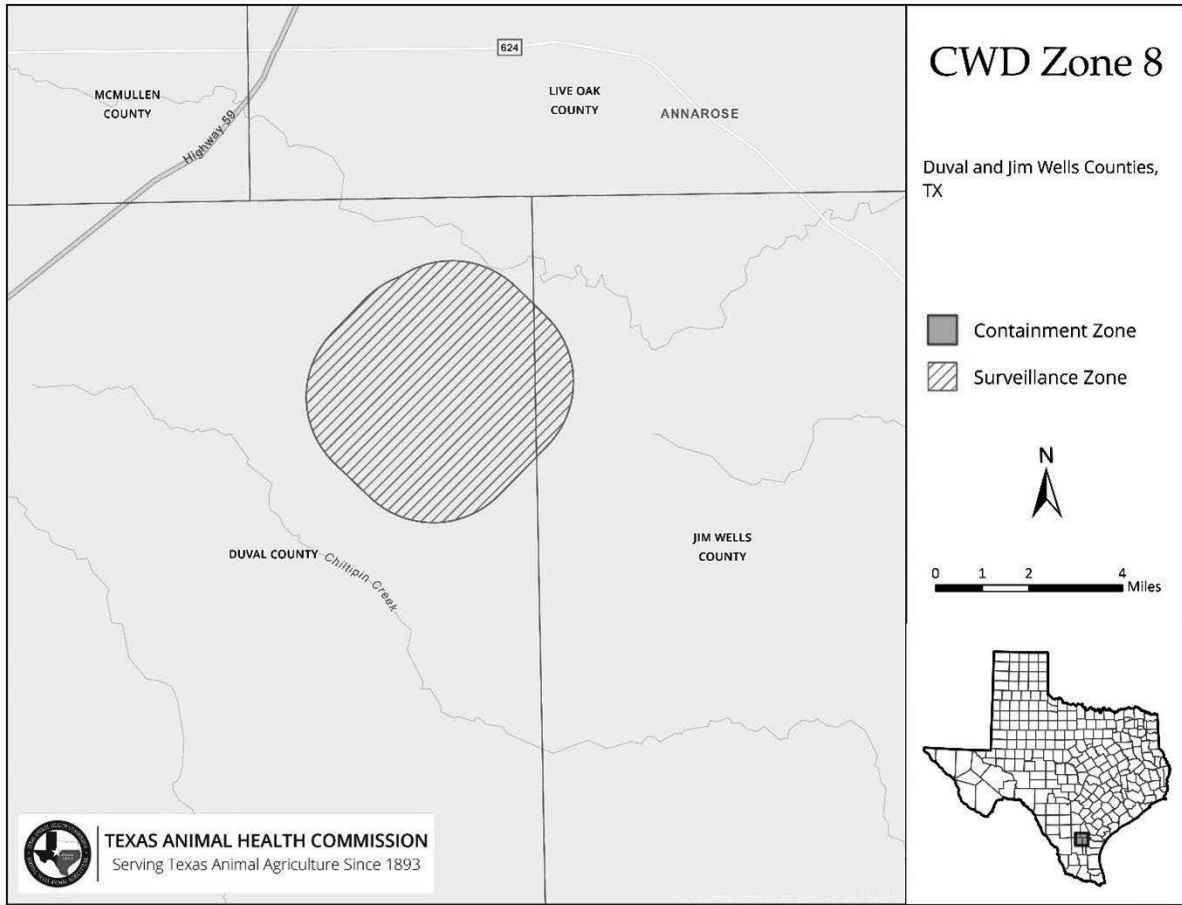 624
MCMULLEN
COUNTY
LIVE OAK
COUNTY
ANNAROSE
Highway 59
DUVAL COUNTY
Chiltipin Creek
JIM WELLS
COUNTY
TEXAS ANIMAL HEALTH COMMISSION
Serving Texas Animal Agriculture Since 1893
CWD Zone 8
Duval and Jim Wells Counties,
TX
Containment Zone
Surveillance Zone
N
0 1 2 4
Miles